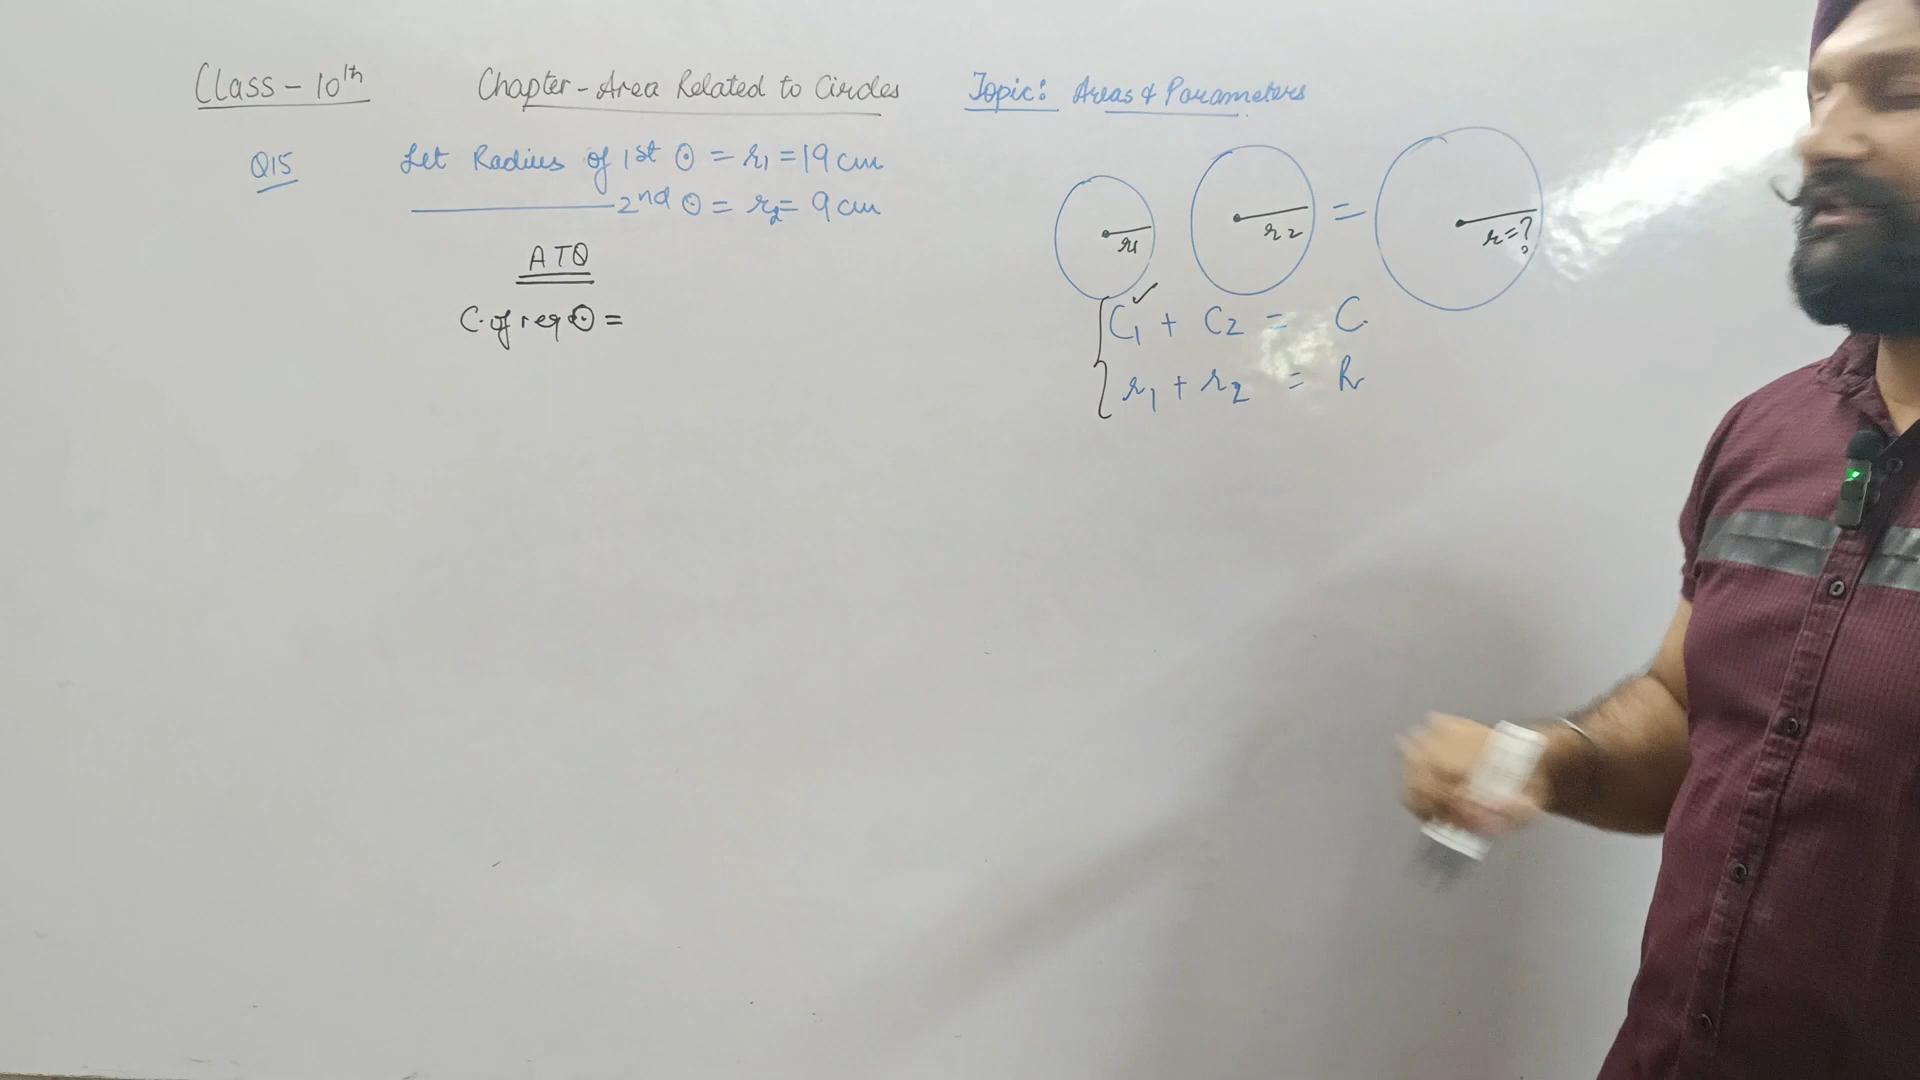 Class - 10th Chapter - Area Related to Circles Topic: Areas & Parameters
Q15 Let Radius of 1st ⊙ = r1 = 19 cm
2nd ⊙ = r2 = 9 cm
ATQ
C. of req ⊙ =
r1 r2 = r=?
C1 + C2 = C.
r1 + r2 = R